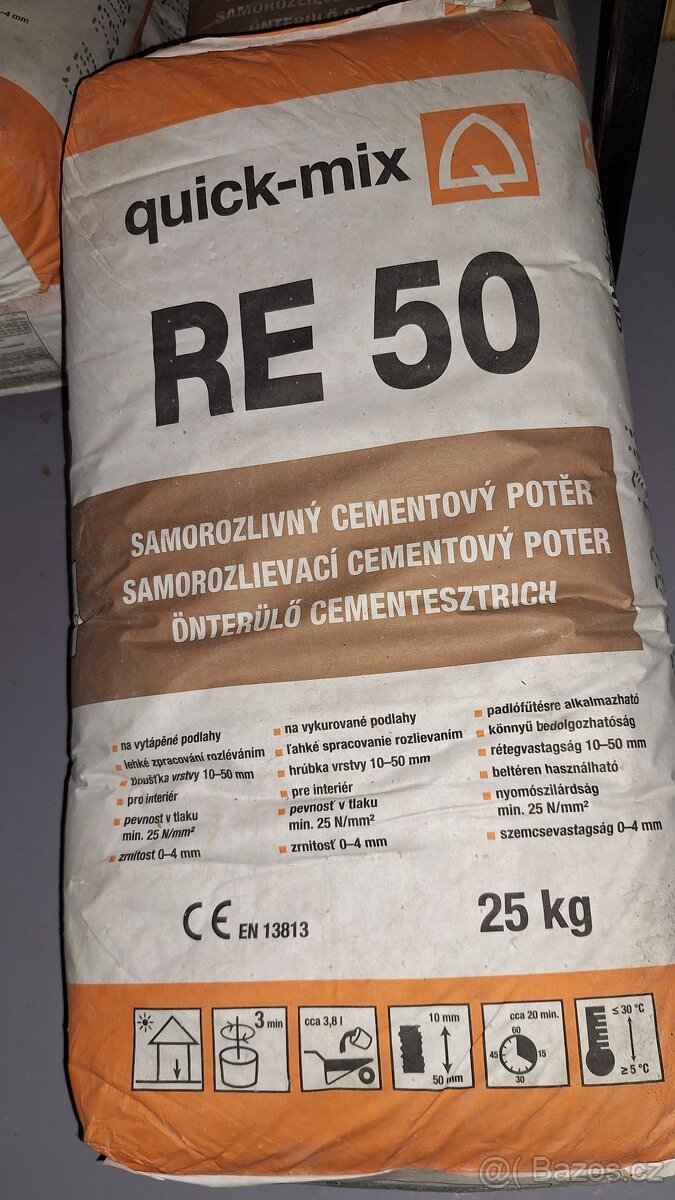 –4 mm
SAMOROZLIE
ÖNTERÜLŐ CE
quick-mix
RE 50
SAMOROZLIVNÝ CEMENTOVÝ POTĚR
SAMOROZLIEVACÍ CEMENTOVÝ POTER
ÖNTERÜLŐ CEMENTESZTRICH
na vytápěné podlahy
lehké zpracování rozléváním
tloušťka vrstvy 10–50 mm
pro interiér
pevnost v tlaku
min. 25 N/mm²
zrnitost 0–4 mm
na vykurované podlahy
ľahké spracovanie rozlievaním
hrúbka vrstvy 10–50 mm
pre interiér
pevnosť v tlaku
min. 25 N/mm²
zrnitosť 0–4 mm
padlófűtésre alkalmazható
könnyű bedolgozhatóság
rétegvastagság 10–50 mm
beltéren használható
nyomószilárdság
min. 25 N/mm²
szemcsevastagság 0–4 mm
CE EN 13813
25 kg
3 min
cca 3,8 l
10 mm
50 mm
cca 20 min.
60
45 15
30
≤ 30 °C
≥ 5 °C
@( Bazos.cz